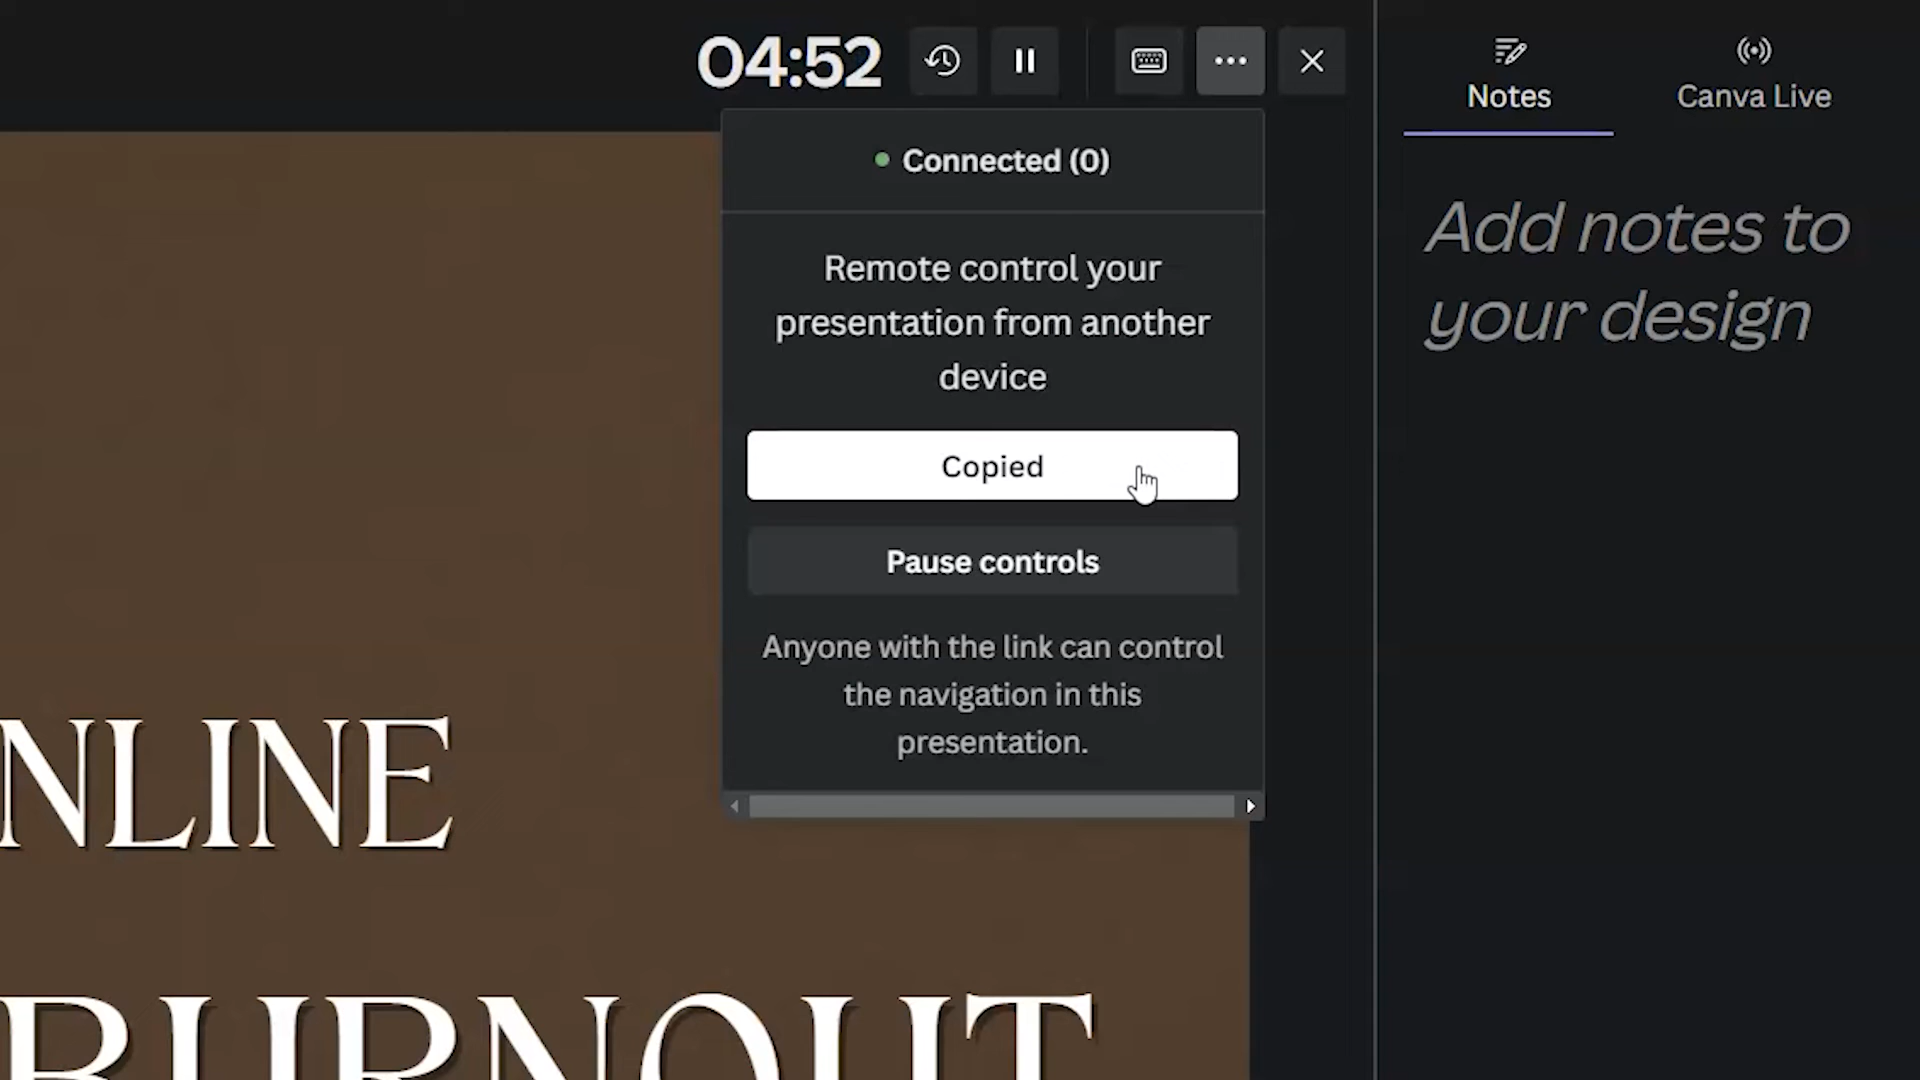 04:52
Notes
Canva Live
Connected (0)
Remote control your
presentation from another
device
Copied
Pause controls
Anyone with the link can control
the navigation in this
presentation.
Add notes to
your design
NLINE
BURNOUT